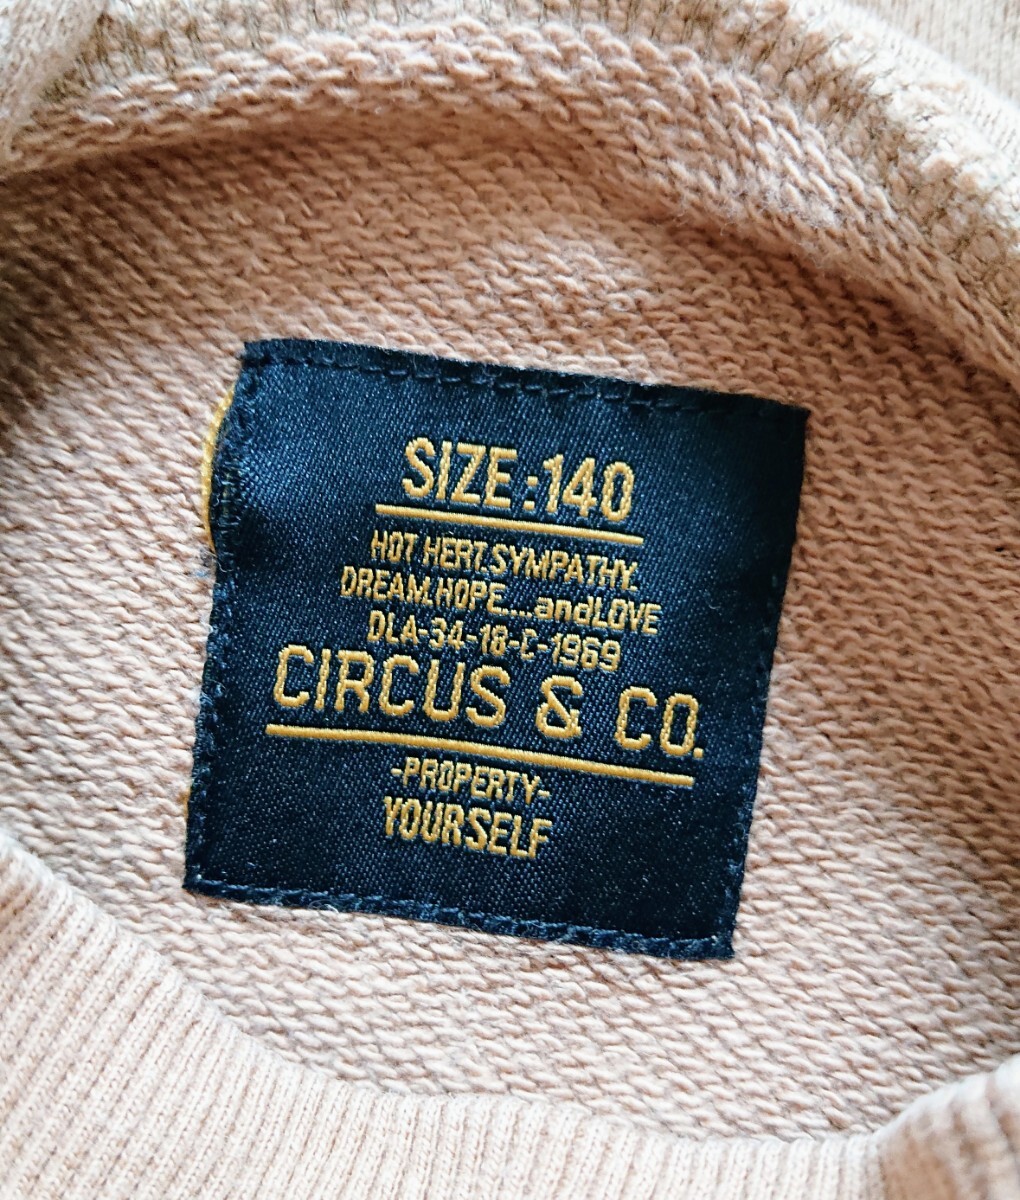 SIZE:140
HOT HERT.SYMPATHY.
DREAM.HOPE....andLOVE
DLA-34-18-C-1969
CIRCUS & CO.
-PROPERTY-
YOURSELF